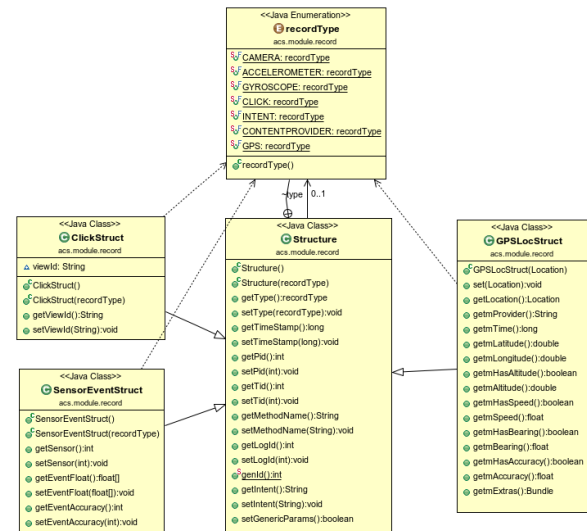 <<Java Enumeration>>
recordType
acs.module.record
CAMERA: recordType
ACCELEROMETER: recordType
GYROSCOPE: recordType
CLICK: recordType
INTENT: recordType
CONTENTPROVIDER: recordType
GPS: recordType
recordType()
~type
0..1
<<Java Class>>
ClickStruct
acs.module.record
viewId: String
ClickStruct()
ClickStruct(recordType)
getViewId():String
setViewId(String):void
<<Java Class>>
Structure
acs.module.record
Structure()
Structure(recordType)
getType():recordType
setType(recordType):void
getTimeStamp():long
setTimeStamp(long):void
getPid():int
setPid(int):void
getTid():int
setTid(int):void
getMethodName():String
setMethodName(String):void
getLogId():int
setLogId(int):void
genId():int
getIntent():String
setIntent(String):void
setGenericParams():boolean
<<Java Class>>
GPSLocStruct
acs.module.record
GPSLocStruct(Location)
set(Location):void
getLocation():Location
getmProvider():String
getmTime():long
getmLatitude():double
getmLongitude():double
getmHasAltitude():boolean
getmAltitude():double
getmHasSpeed():boolean
getmSpeed():float
getmHasBearing():boolean
getmBearing():float
getmHasAccuracy():boolean
getmAccuracy():float
getmExtras():Bundle
<<Java Class>>
SensorEventStruct
acs.module.record
SensorEventStruct()
SensorEventStruct(recordType)
getSensor():int
setSensor(int):void
getEventFloat():float[]
setEventFloat(float[]):void
getEventAccuracy():int
setEventAccuracy(int):void